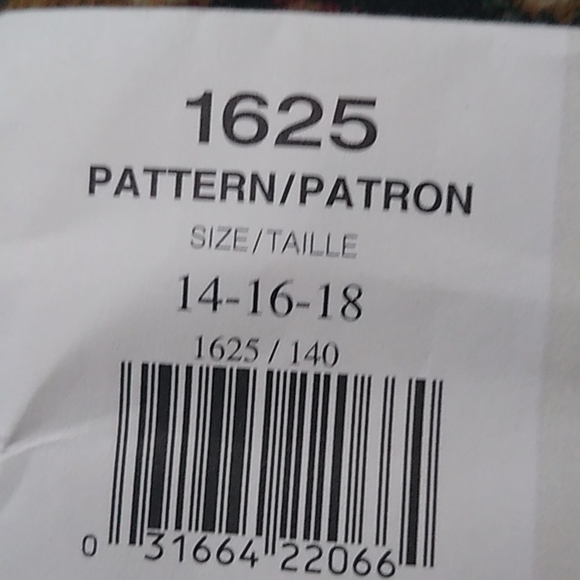 1625
PATTERN/PATRON
SIZE/TAILLE
14-16-18
1625 / 140
0 31664 22066